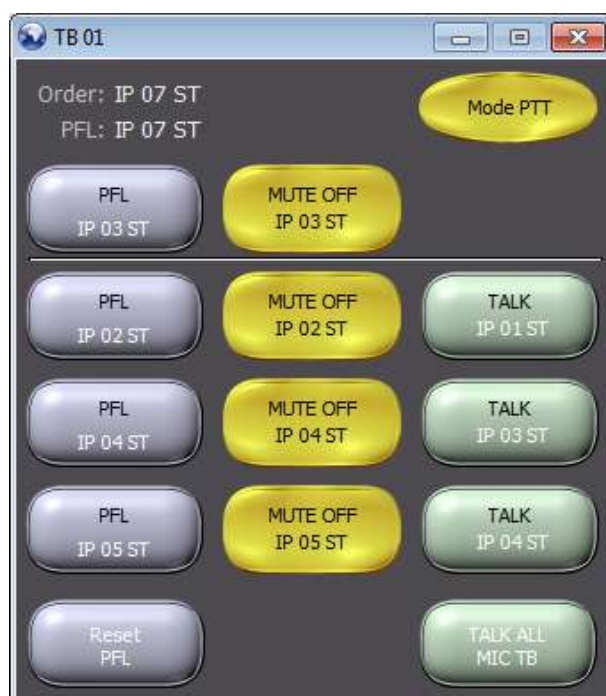 TB 01
Order: IP 07 ST
PFL: IP 07 ST
Mode PTT
PFL
IP 03 ST
MUTE OFF
IP 03 ST
PFL
IP 02 ST
MUTE OFF
IP 02 ST
TALK
IP 01 ST
PFL
IP 04 ST
MUTE OFF
IP 04 ST
TALK
IP 03 ST
PFL
IP 05 ST
MUTE OFF
IP 05 ST
TALK
IP 04 ST
Reset
PFL
TALK ALL
MIC TB